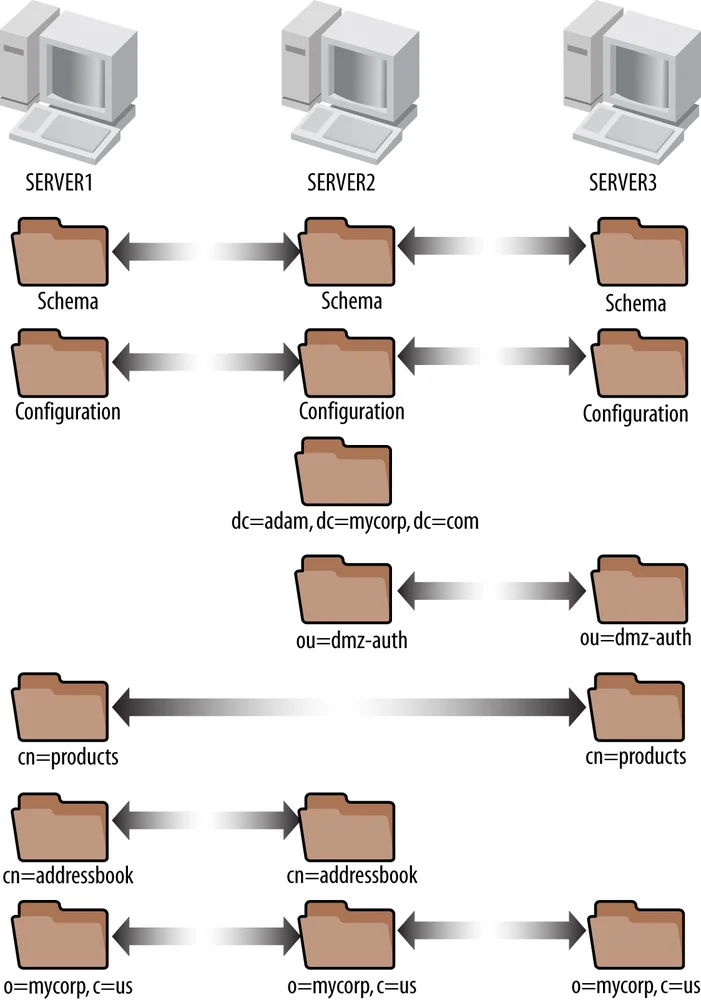 SERVER1
SERVER2
SERVER3
Schema
Schema
Schema
Configuration
Configuration
Configuration
dc=adam, dc=mycorp, dc=com
ou=dmz-auth
ou=dmz-auth
cn=products
cn=products
cn=addressbook
cn=addressbook
o=mycorp, c=us
o=mycorp, c=us
o=mycorp, c=us